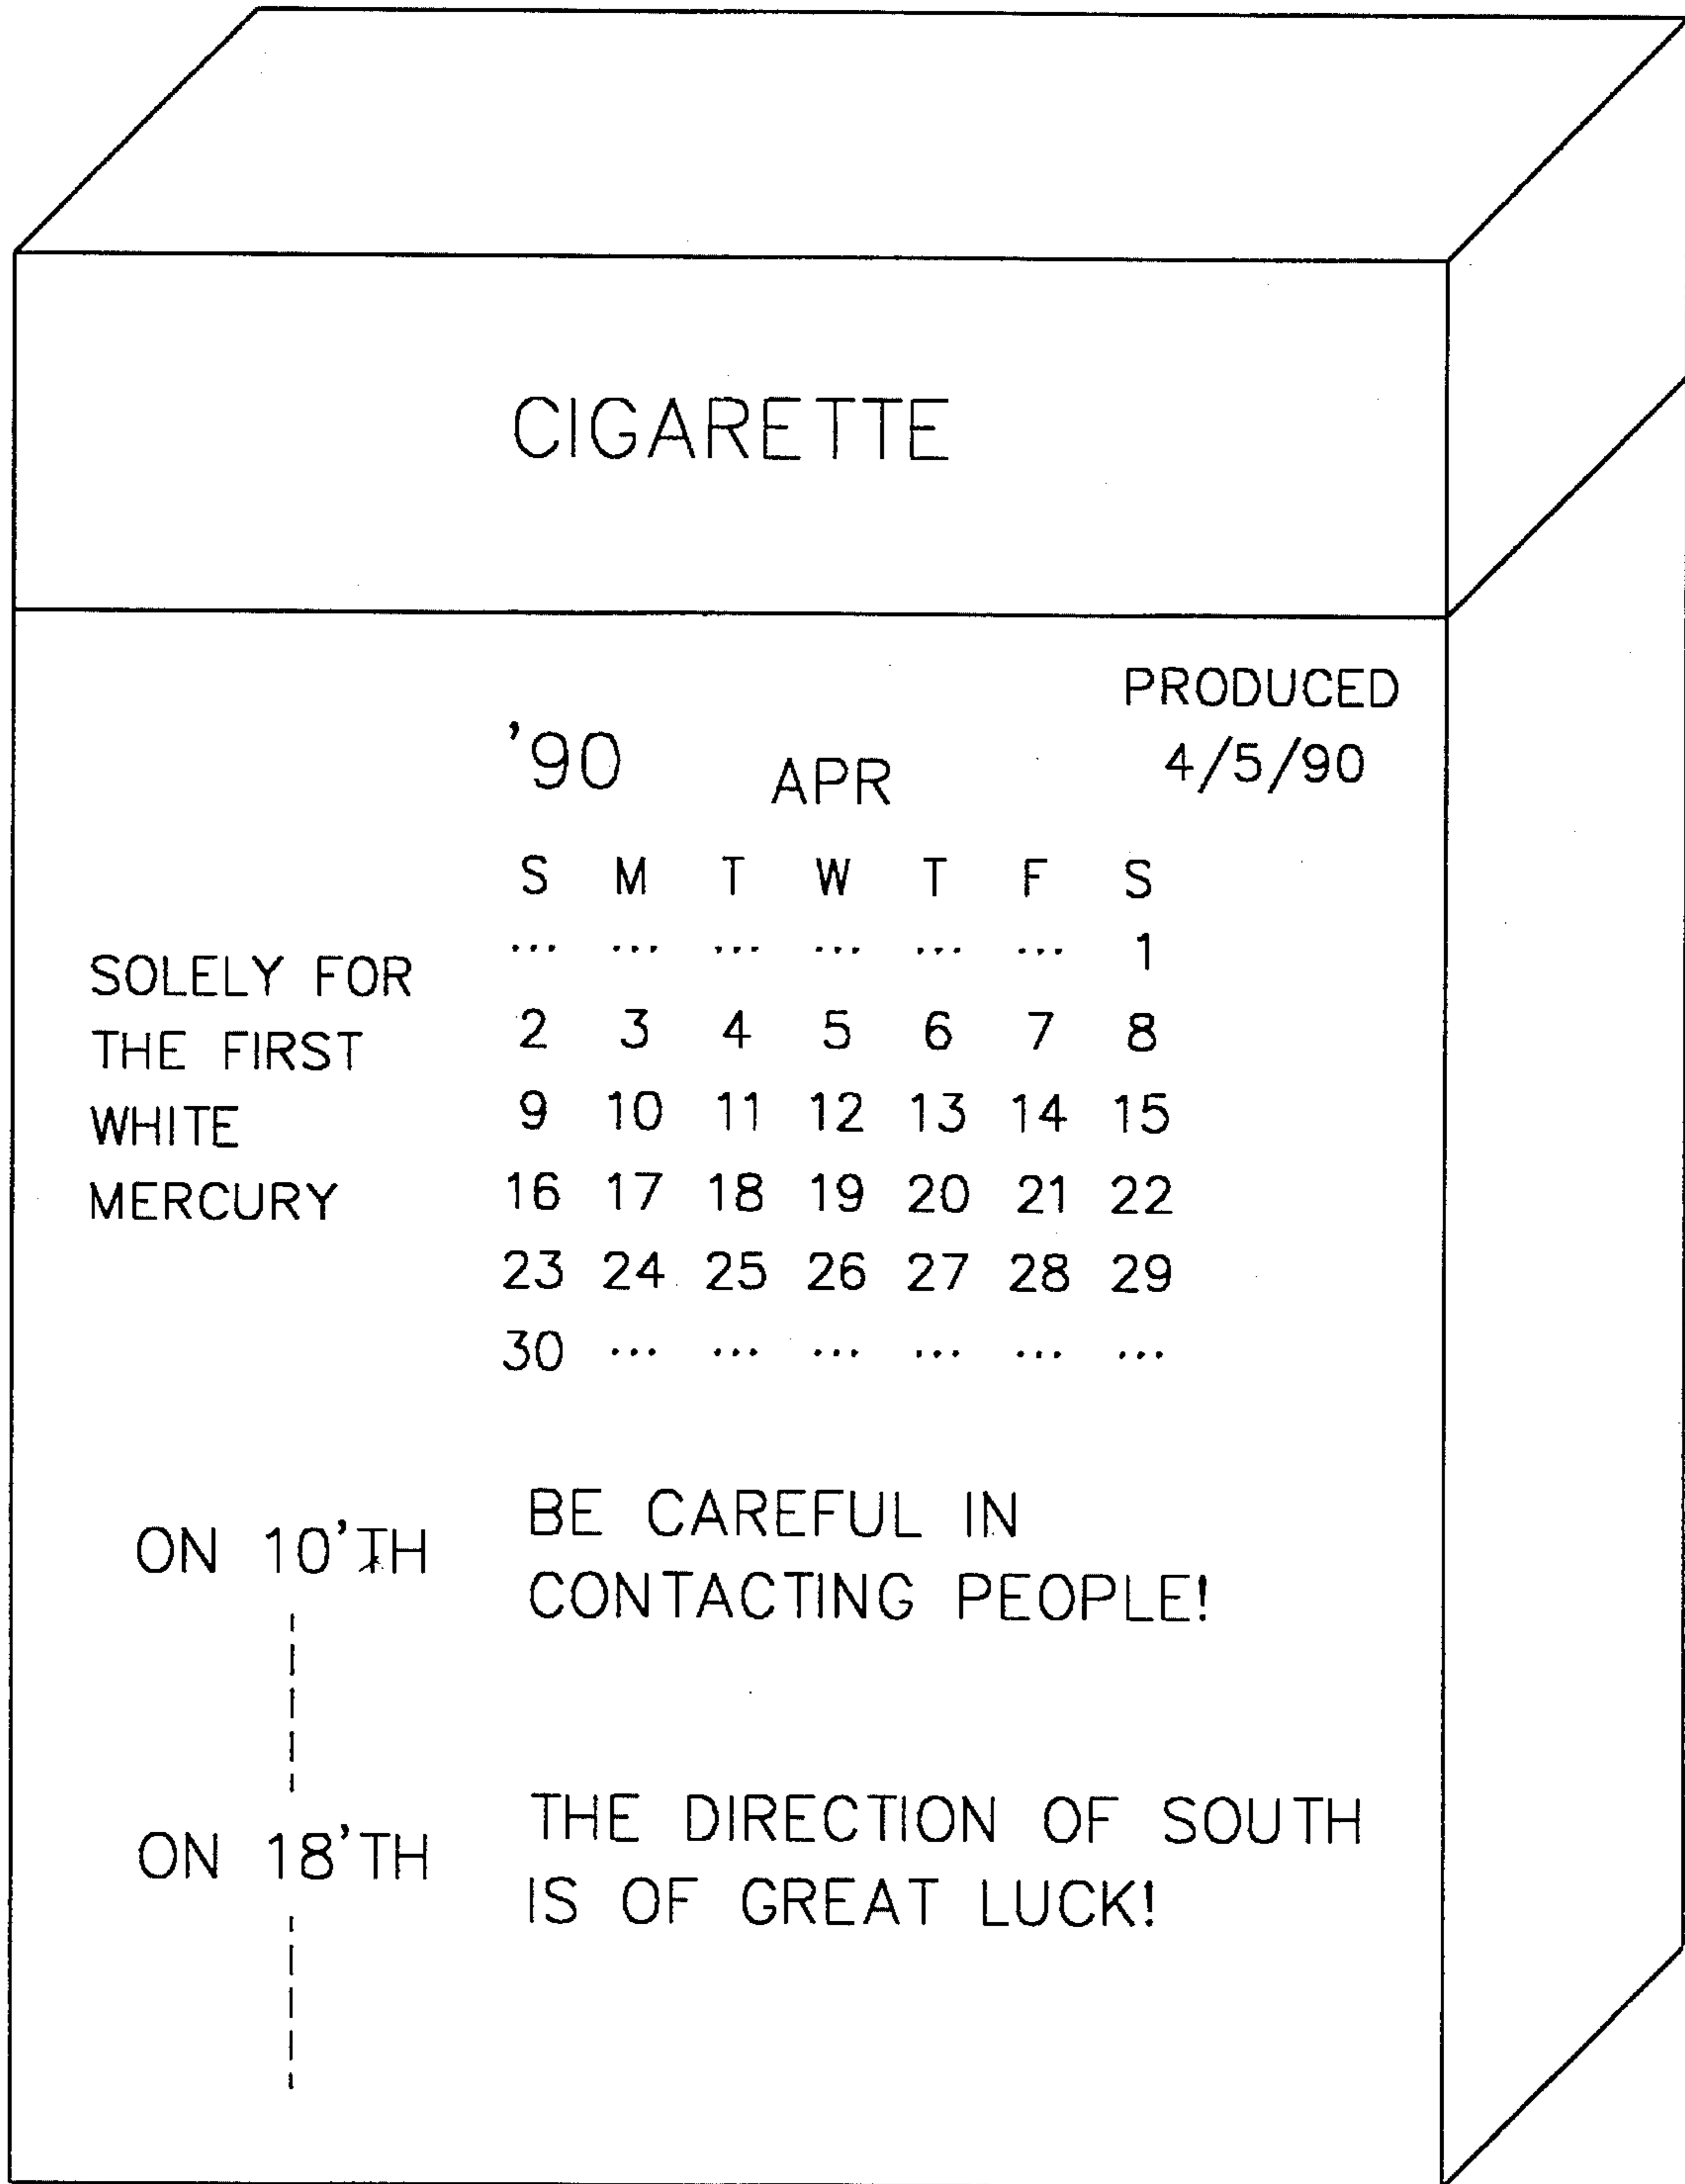 CIGARETTE
PRODUCED
4/5/90
'90 APR
S M T W T F S
... ... ... ... ... ... 1
2 3 4 5 6 7 8
9 10 11 12 13 14 15
16 17 18 19 20 21 22
23 24 25 26 27 28 29
30 ... ... ... ... ... ...
SOLELY FOR
THE FIRST
WHITE
MERCURY
ON 10'TH
BE CAREFUL IN
CONTACTING PEOPLE!
ON 18'TH
THE DIRECTION OF SOUTH
IS OF GREAT LUCK!